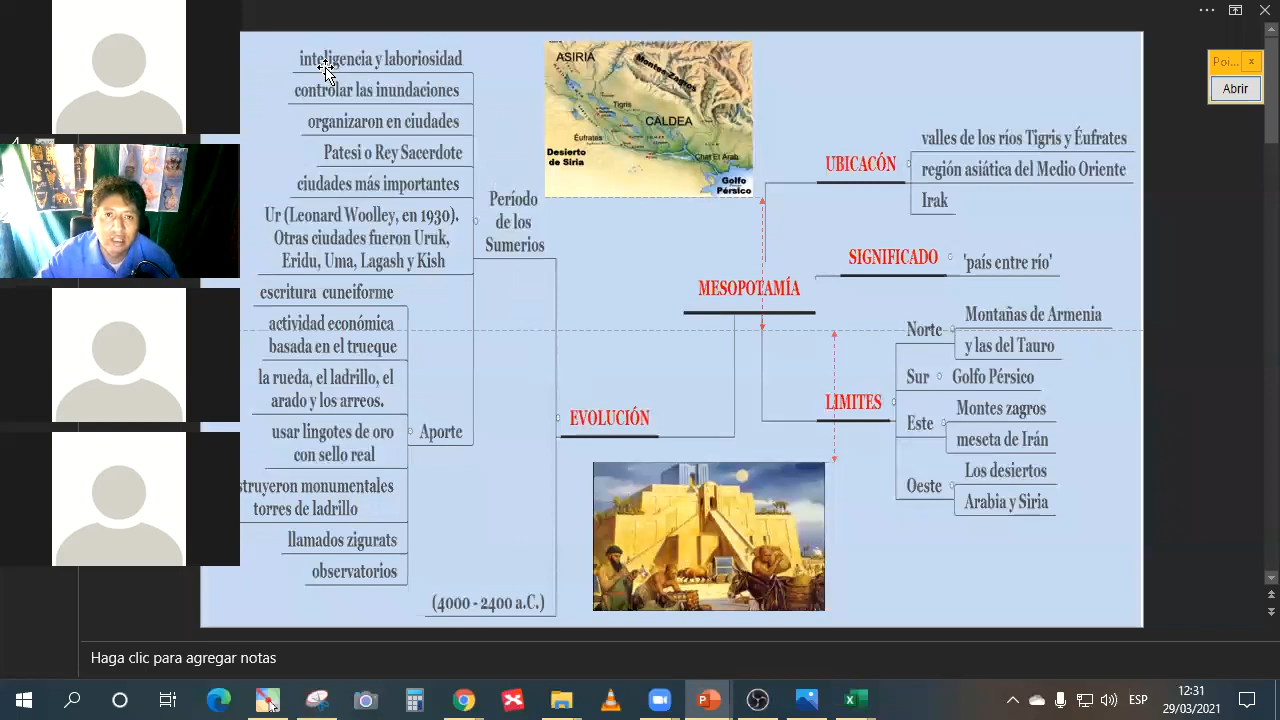 inteligencia y laboriosidad
controlar las inundaciones
organizaron en ciudades
Patesi o Rey Sacerdote
ciudades más importantes
Ur (Leonard Woolley, en 1930).
Otras ciudades fueron Uruk,
Eridu, Uma, Lagash y Kish
Período
de los
Sumerios
escritura cuneiforme
actividad económica
basada en el trueque
la rueda, el ladrillo, el
arado y los arreos.
usar lingotes de oro
con sello real
struyeron monumentales
torres de ladrillo
llamados zigurats
observatorios
Aporte
(4000 - 2400 a.C.)
ASIRIA
Montes Zagros
Tigris
CALDEA
Éufrates
Desierto
de Siria
Chat El Arab
Golfo
Pérsico
MESOPOTAMÍA
EVOLUCIÓN
UBICACÓN
valles de los ríos Tigris y Éufrates
región asiática del Medio Oriente
Irak
SIGNIFICADO
'país entre río'
LIMITES
Norte
Montañas de Armenia
y las del Tauro
Sur
Golfo Pérsico
Este
Montes zagros
meseta de Irán
Oeste
Los desiertos
Arabia y Siria
Poi...
x
Abrir
Haga clic para agregar notas
ESP
12:31
29/03/2021